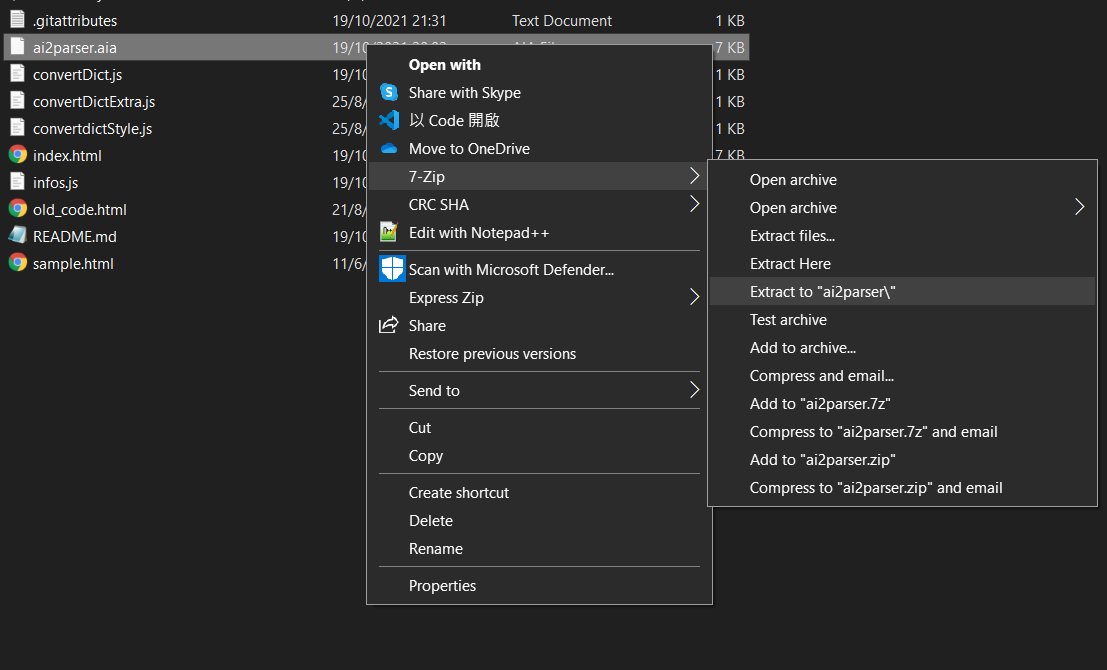 .gitattributes 19/10/2021 21:31 Text Document 1 KB
ai2parser.aia 19/10 7 KB
convertDict.js 19/10 1 KB
convertDictExtra.js 25/8/ 1 KB
convertdictStyle.js 25/8/ 1 KB
index.html 19/10 7 KB
infos.js 19/10
old_code.html 21/8/
README.md 19/10
sample.html 11/6/
Open with
Share with Skype
以 Code 開啟
Move to OneDrive
7-Zip
CRC SHA
Edit with Notepad++
Scan with Microsoft Defender...
Express Zip
Share
Restore previous versions
Send to
Cut
Copy
Create shortcut
Delete
Rename
Properties
Open archive
Open archive
Extract files...
Extract Here
Extract to "ai2parser\"
Test archive
Add to archive...
Compress and email...
Add to "ai2parser.7z"
Compress to "ai2parser.7z" and email
Add to "ai2parser.zip"
Compress to "ai2parser.zip" and email